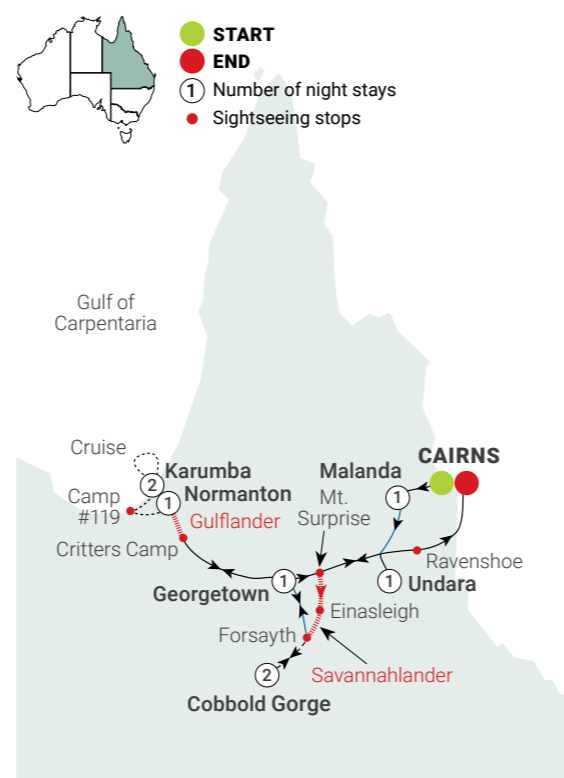 START
END
1 Number of night stays
Sightseeing stops
Gulf of
Carpentaria
Cruise
2
Karumba
1
Normanton
Camp
#119
Gulflander
Critters Camp
CAIRNS
Malanda
1
Mt.
Surprise
Ravenshoe
1
Undara
Georgetown
1
Einasleigh
Forsayth
Savannahlander
2
Cobbold Gorge